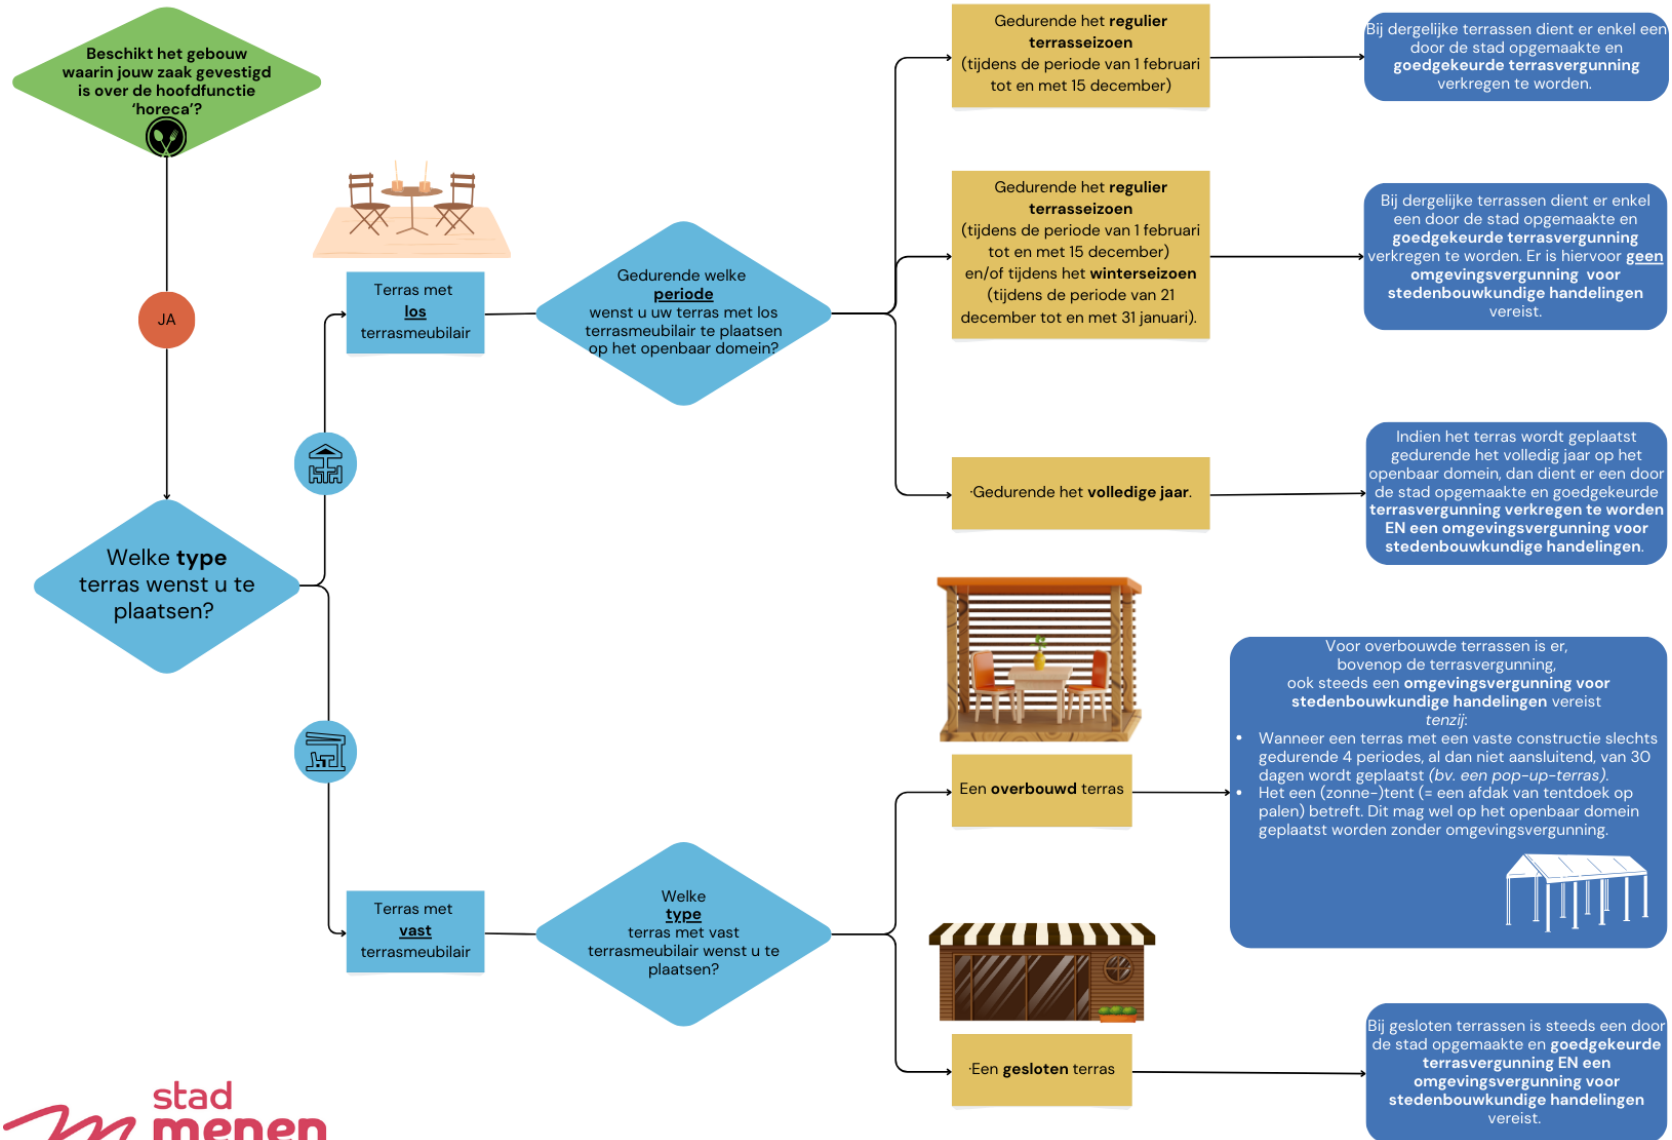 Beschikt het gebouw
waarin jouw zaak gevestigd
is over de hoofdfunctie
‘horeca’?
JA
Welke type
terras wenst u te
plaatsen?
Terras met
los
terrasmeubilair
Gedurende welke
periode
wenst u uw terras met los
terrasmeubilair te plaatsen
op het openbaar domein?
Gedurende het regulier
terrasseizoen
(tijdens de periode van 1 februari
tot en met 15 december)
Bij dergelijke terrassen dient er enkel een
door de stad opgemaakte en
goedgekeurde terrasvergunning
verkregen te worden.
Gedurende het regulier
terrasseizoen
(tijdens de periode van 1 februari
tot en met 15 december)
en/of tijdens het winterseizoen
(tijdens de periode van 21
december tot en met 31 januari).
Bij dergelijke terrassen dient er enkel
een door de stad opgemaakte en
goedgekeurde terrasvergunning
verkregen te worden. Er is hiervoor geen
omgevingsvergunning voor
stedenbouwkundige handelingen
vereist.
·Gedurende het volledige jaar.
Indien het terras wordt geplaatst
gedurende het volledig jaar op het
openbaar domein, dan dient er een door
de stad opgemaakte en goedgekeurde
terrasvergunning verkregen te worden
EN een omgevingsvergunning voor
stedenbouwkundige handelingen.
Terras met
vast
terrasmeubilair
Welke
type
terras met vast
terrasmeubilair wenst u te
plaatsen?
Een overbouwd terras
Voor overbouwde terrassen is er,
bovenop de terrasvergunning,
ook steeds een omgevingsvergunning voor
stedenbouwkundige handelingen vereist
tenzij:
• Wanneer een terras met een vaste constructie slechts
gedurende 4 periodes, al dan niet aansluitend, van 30
dagen wordt geplaatst (bv. een pop-up-terras).
• Het een (zonne-)tent (= een afdak van tentdoek op
palen) betreft. Dit mag wel op het openbaar domein
geplaatst worden zonder omgevingsvergunning.
·Een gesloten terras
Bij gesloten terrassen is steeds een door
de stad opgemaakte en goedgekeurde
terrasvergunning EN een
omgevingsvergunning voor
stedenbouwkundige handelingen
vereist.
stad
menen